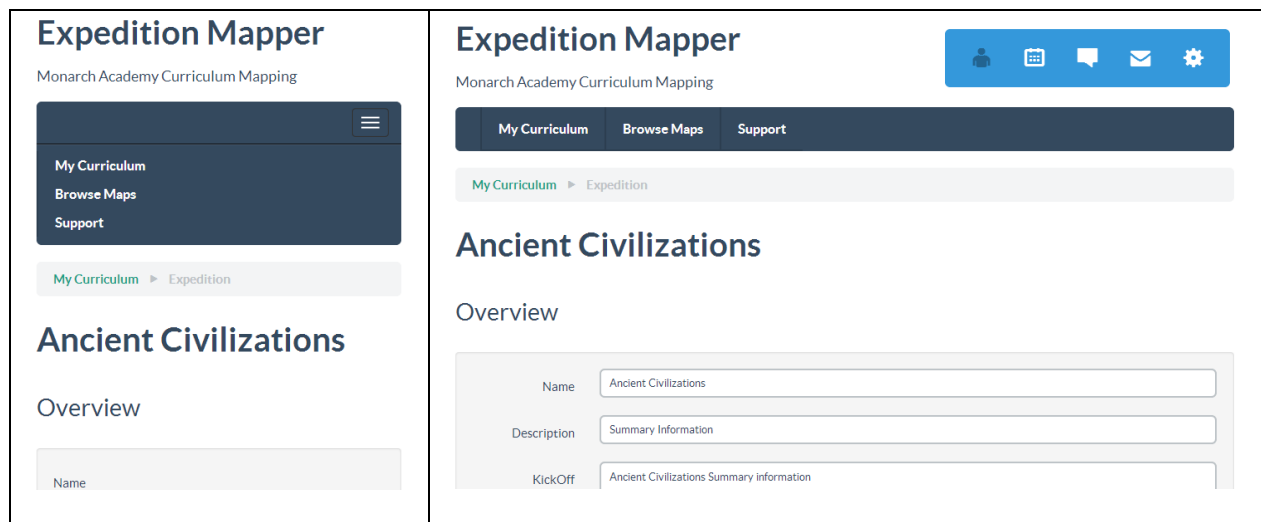 Expedition Mapper
Monarch Academy Curriculum Mapping
My Curriculum
Browse Maps
Support
My Curriculum Expedition
Ancient Civilizations
Overview
Name
Expedition Mapper
Monarch Academy Curriculum Mapping
My Curriculum Browse Maps Support
My Curriculum Expedition
Ancient Civilizations
Overview
Name Ancient Civilizations
Description Summary Information
KickOff Ancient Civilizations Summary information